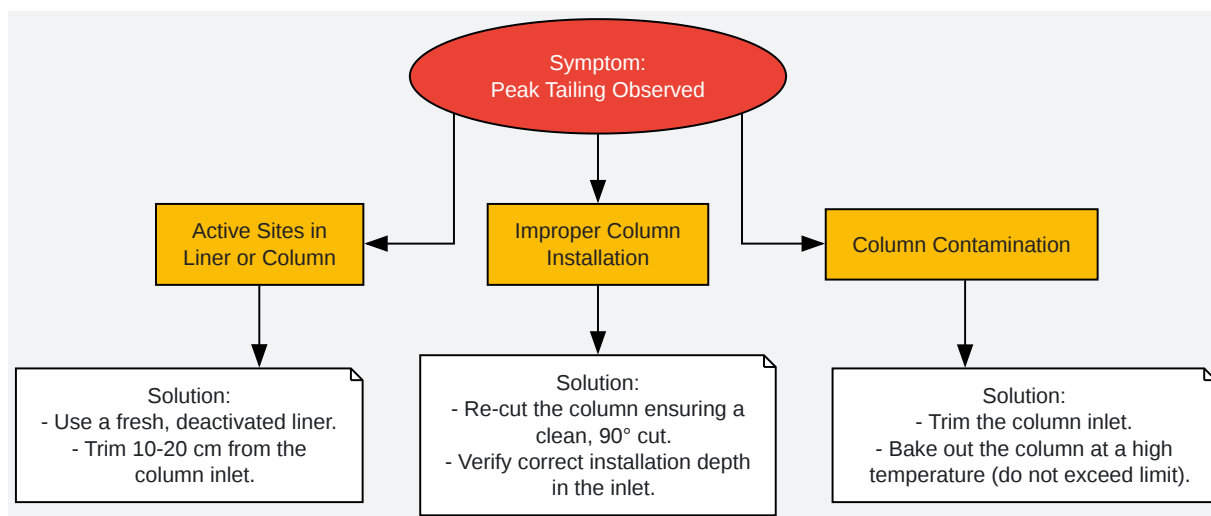 Symptom:
Peak Tailing Observed
Active Sites in
Liner or Column
Improper Column
Installation
Column Contamination
Solution:
- Use a fresh, deactivated liner.
- Trim 10-20 cm from the
column inlet.
Solution:
- Re-cut the column ensuring a
clean, 90° cut.
- Verify correct installation depth
in the inlet.
Solution:
- Trim the column inlet.
- Bake out the column at a high
temperature (do not exceed limit).